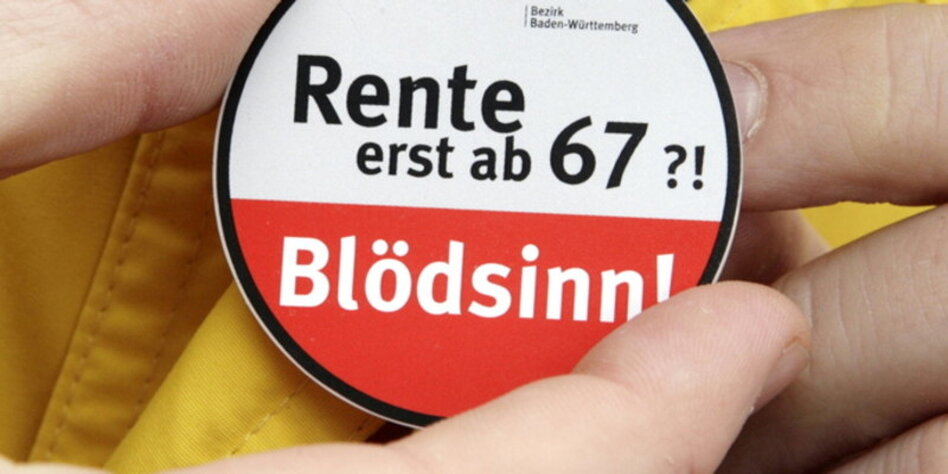 Bezirk
Baden-Württemberg
Rente
erst ab 67 ?!
Blödsinn!